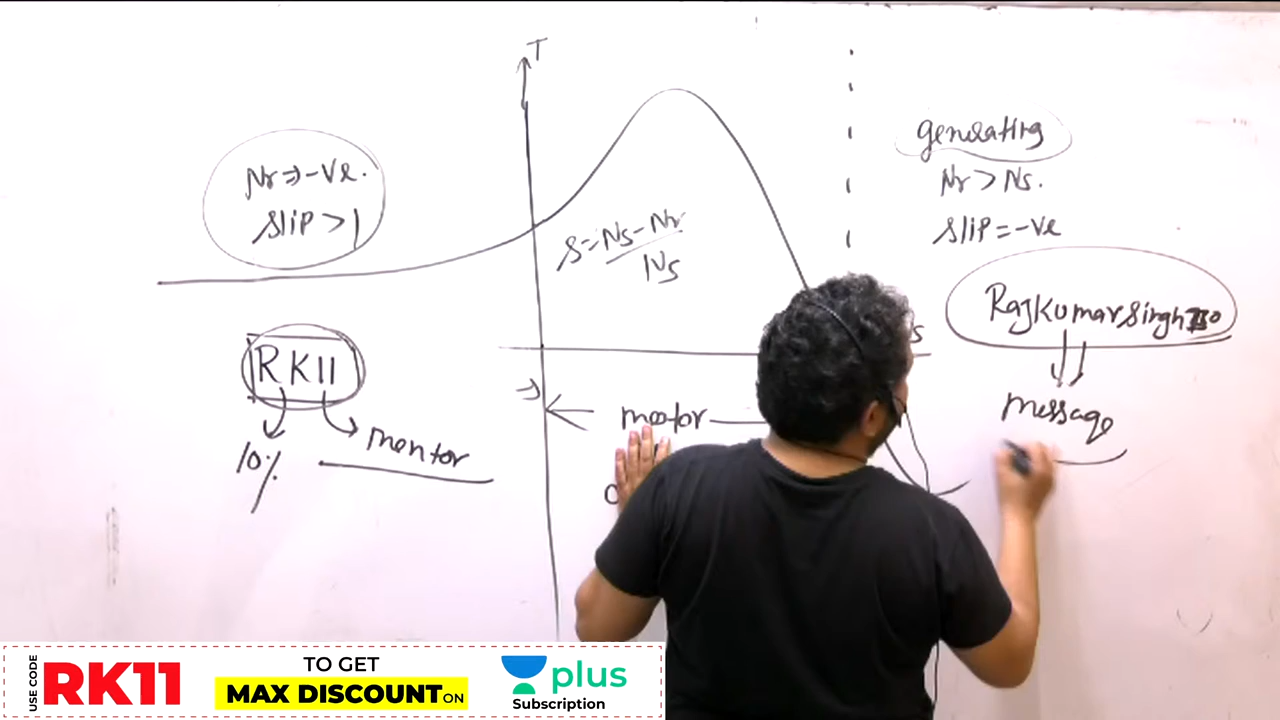 T
Nr ⇒ -ve.
Slip > 1
S = Ns - Nr
Ns
generating
Nr > Ns.
Slip = -ve
RajKumarsingh
message
RK11
10%
mentor
motor
USE CODE
RK11
TO GET
MAX DISCOUNT ON
plus
Subscription